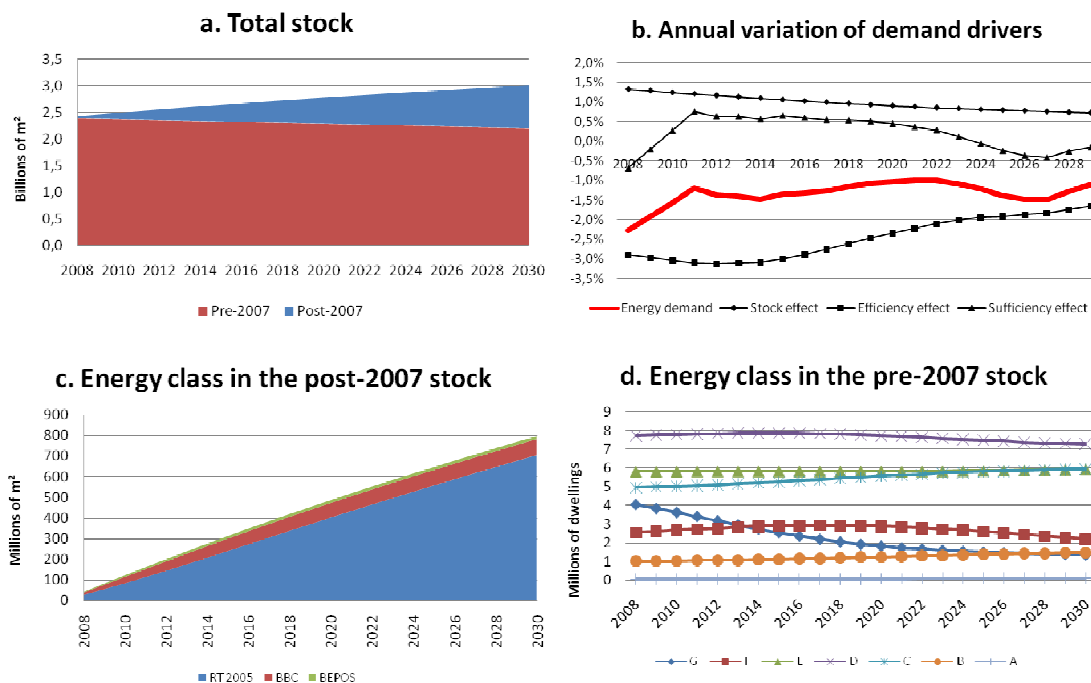 a. Total stock
Billions of m²
3,5
3,0
2,5
2,0
1,5
1,0
0,5
0,0
2008 2010 2012 2014 2016 2018 2020 2022 2024 2026 2028 2030
Pre-2007 Post-2007
b. Annual variation of demand drivers
2,0%
1,5%
1,0%
0,5%
0,0%
-0,5%
-1,0%
-1,5%
-2,0%
-2,5%
-3,0%
-3,5%
2008 2010 2012 2014 2016 2018 2020 2022 2024 2026 2028
Energy demand Stock effect Efficiency effect Sufficiency effect
c. Energy class in the post-2007 stock
Millions of m²
900
800
700
600
500
400
300
200
100
0
2008 2010 2012 2014 2016 2018 2020 2022 2024 2026 2028 2030
RT2005 BBC BEPOS
d. Energy class in the pre-2007 stock
Millions of dwellings
9
8
7
6
5
4
3
2
1
0
2008 2010 2012 2014 2016 2018 2020 2022 2024 2026 2028 2030
G D C B A